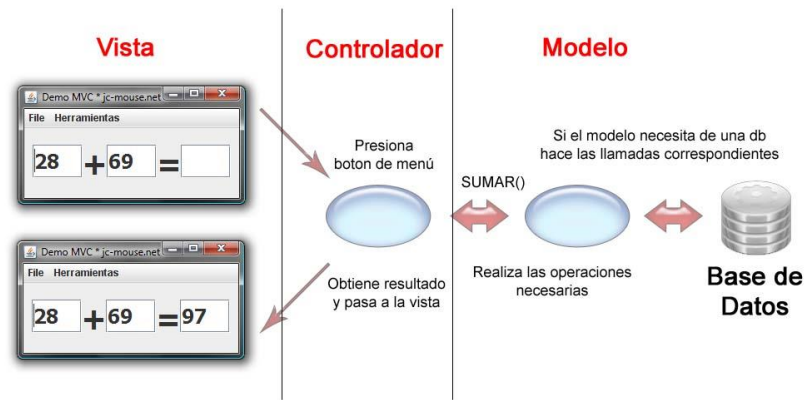 Vista
Controlador
Modelo
Demo MVC * jc-mouse.net
File Herramientas
28 + 69 =
Presiona
boton de menú
SUMAR()
Si el modelo necesita de una db
hace las llamadas correspondientes
Demo MVC * jc-mouse.net
File Herramientas
28 + 69 = 97
Obtiene resultado
y pasa a la vista
Realiza las operaciones
necesarias
Base de
Datos